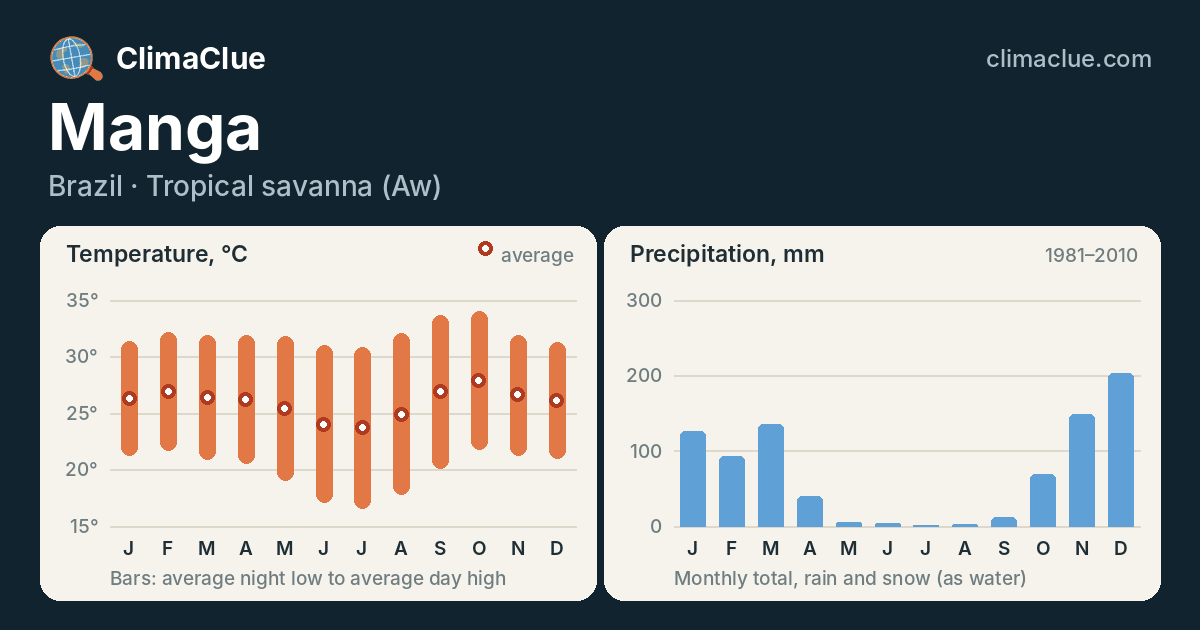 ClimaClue
climaclue.com
Manga
Brazil · Tropical savanna (Aw)
Temperature, °C
average
35°
30°
25°
20°
15°
J F M A M J J A S O N D
Bars: average night low to average day high
Precipitation, mm
1981–2010
300
200
100
0
J F M A M J J A S O N D
Monthly total, rain and snow (as water)